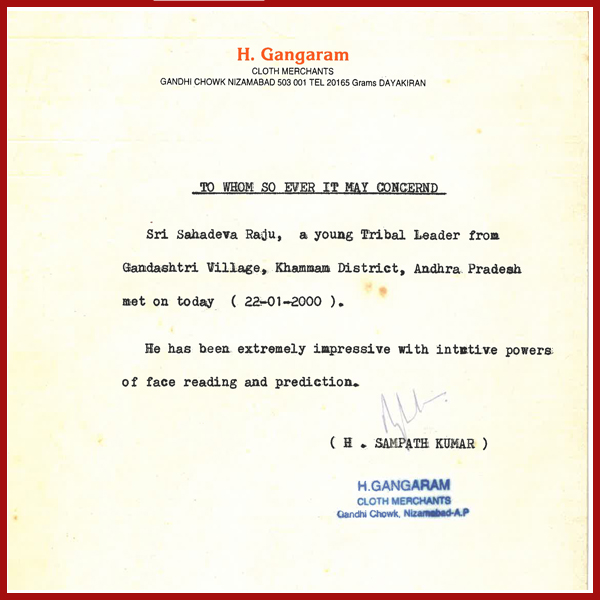 H. Gangaram
CLOTH MERCHANTS
GANDHI CHOWK NIZAMABAD 503 001 TEL 20165 Grams DAYAKIRAN
TO WHOM SO EVER IT MAY CONCERND
Sri Sahadeva Raju, a young Tribal Leader from
Gandashtri Village, Khammam District, Andhra Pradesh
met on today ( 22-01-2000 ).
He has been extremely impressive with intutive powers
of face reading and prediction.
( H . SAMPATH KUMAR )
H.GANGARAM
CLOTH MERCHANTS
Gandhi Chowk, Nizamabad-A.P